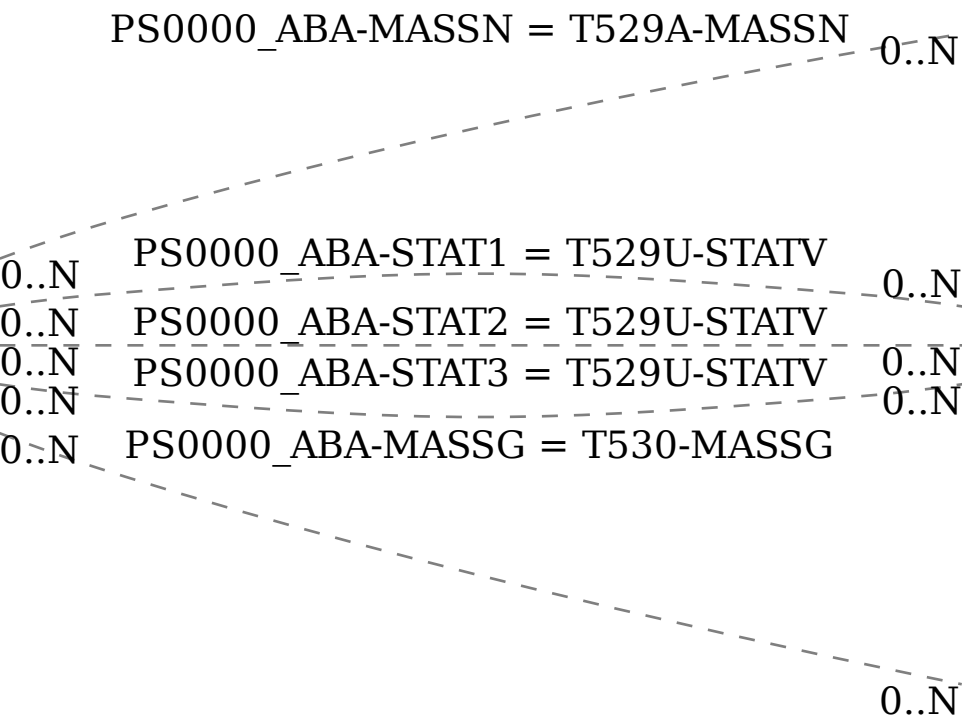 PS0000_ABA-MASSN = T529A-MASSN
0..N
PS0000_ABA-STAT1 = T529U-STATV
0..N
0..N
PS0000_ABA-STAT2 = T529U-STATV
0..N
0..N
0..N
PS0000_ABA-STAT3 = T529U-STATV
0..N
0..N
PS0000_ABA-MASSG = T530-MASSG
0..N
0..N